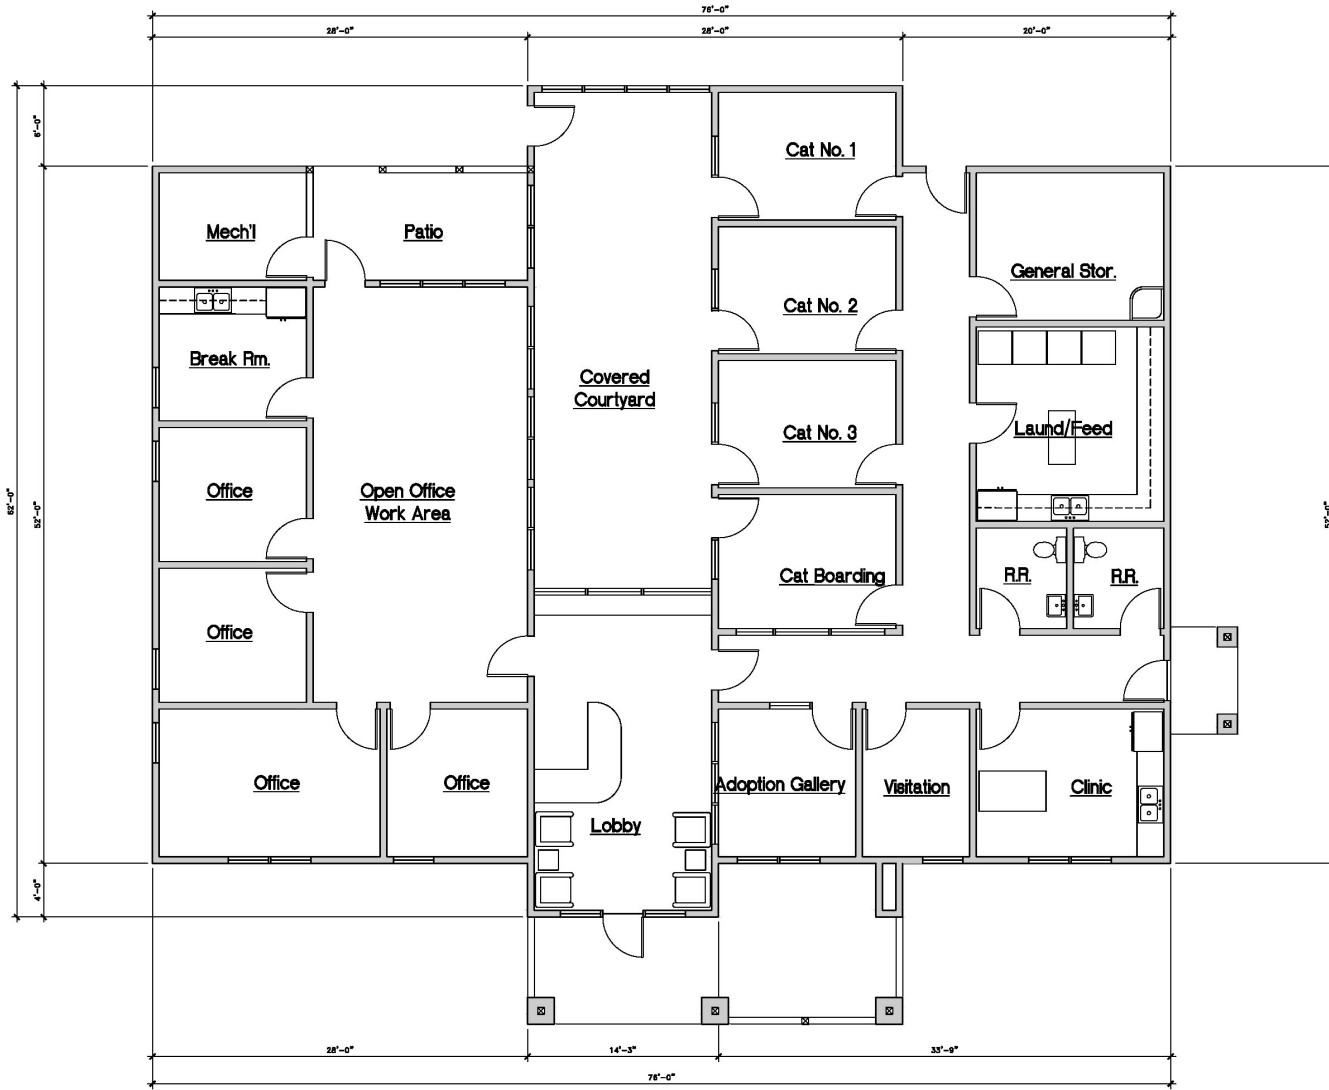 76'-0"
28'-0"
28'-0"
20'-0"
6'-0"
Cat No. 1
Mech'l
Patio
General Stor.
Cat No. 2
Break Rm.
Covered
Courtyard
Cat No. 3
Laund/Feed
62'-0"
52'-0"
52'-0"
Office
Open Office
Work Area
Cat Boarding
R.R.
R.R.
Office
Office
Office
Adoption Gallery
Visitation
Clinic
Lobby
4'-0"
28'-0"
14'-3"
33'-9"
76'-0"